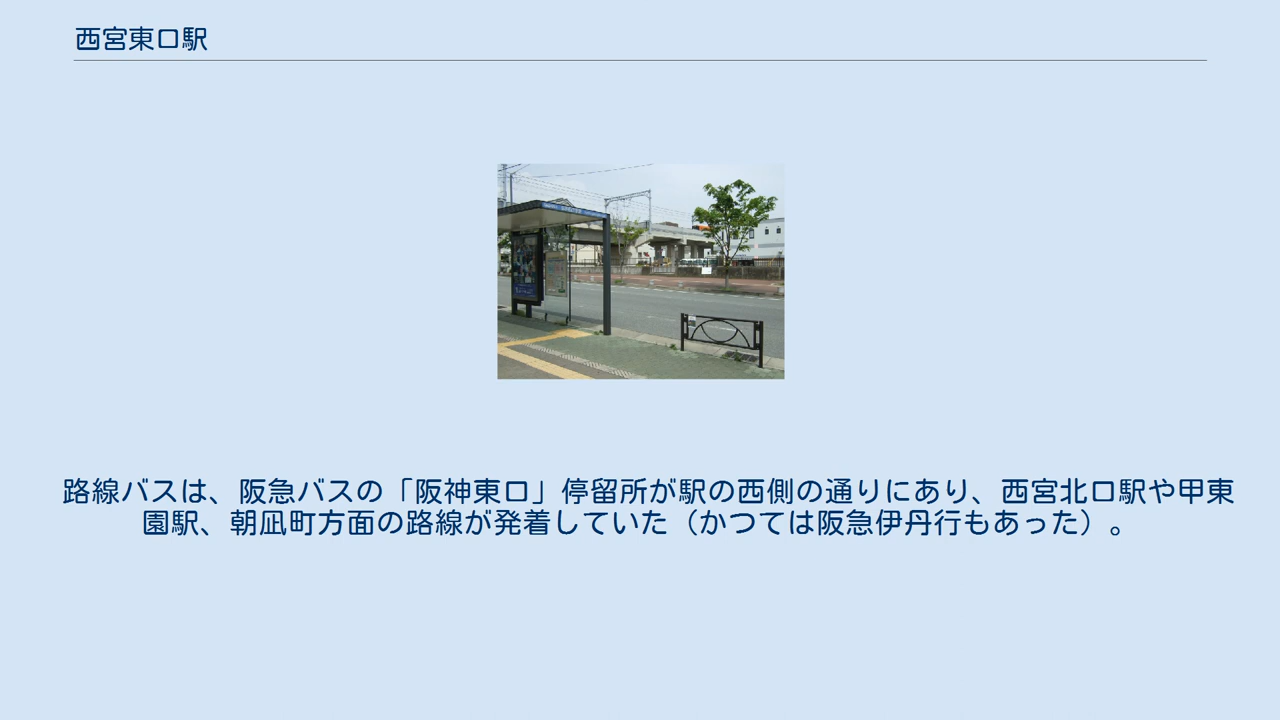 西宮東口駅
路線バスは、阪急バスの「阪神東口」停留所が駅の西側の通りにあり、西宮北口駅や甲東
園駅、朝凪町方面の路線が発着していた（かつては阪急伊丹行もあった）。